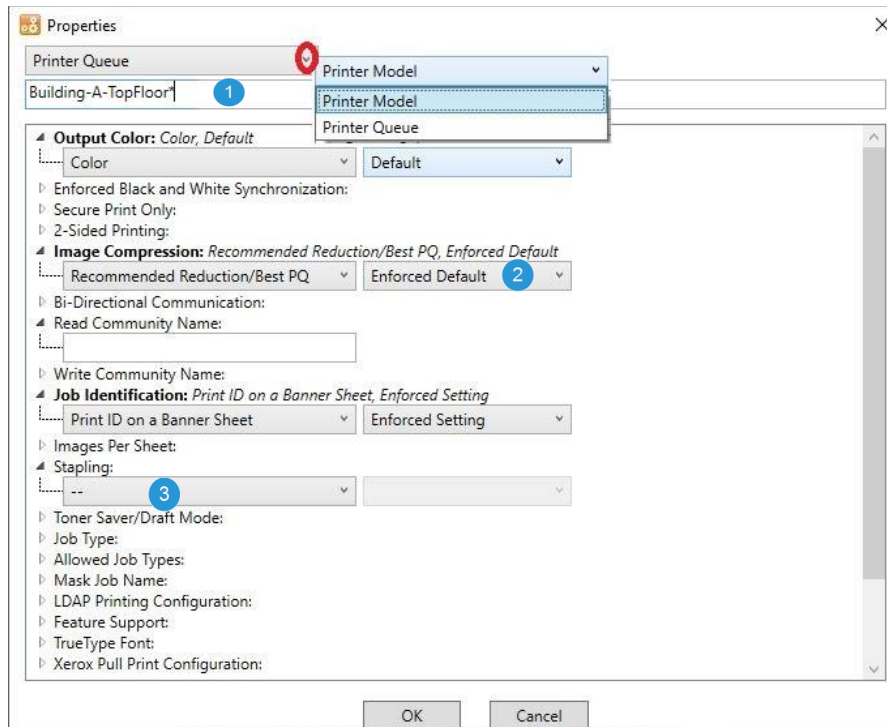 Properties
Printer Queue
Printer Model
Building-A-TopFloor*
1
Printer Model
Printer Queue
Output Color: Color, Default
Color Default
Enforced Black and White Synchronization:
Secure Print Only:
2-Sided Printing:
Image Compression: Recommended Reduction/Best PQ, Enforced Default
Recommended Reduction/Best PQ Enforced Default 2
Bi-Directional Communication:
Read Community Name:
Write Community Name:
Job Identification: Print ID on a Banner Sheet, Enforced Setting
Print ID on a Banner Sheet Enforced Setting
Images Per Sheet:
Stapling:
-- 3
Toner Saver/Draft Mode:
Job Type:
Allowed Job Types:
Mask Job Name:
LDAP Printing Configuration:
Feature Support:
TrueType Font:
Xerox Pull Print Configuration:
OK Cancel